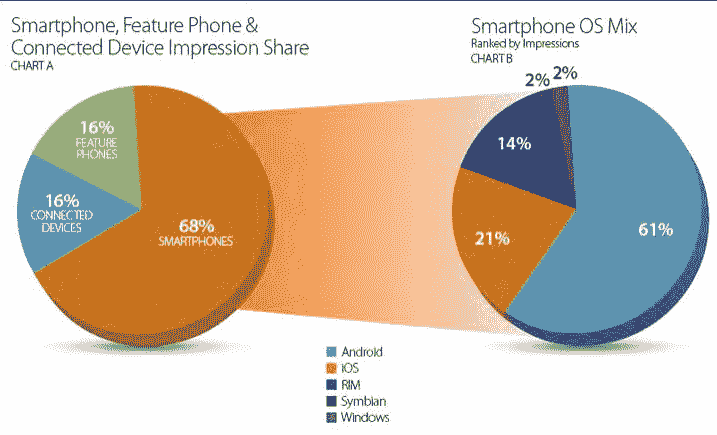 Smartphone, Feature Phone &
Connected Device Impression Share
CHART A
16%
FEATURE
PHONES
16%
CONNECTED
DEVICES
68%
SMARTPHONES
Smartphone OS Mix
Ranked by Impressions
CHART B
2%
2%
14%
21%
61%
Android
iOS
RIM
Symbian
Windows